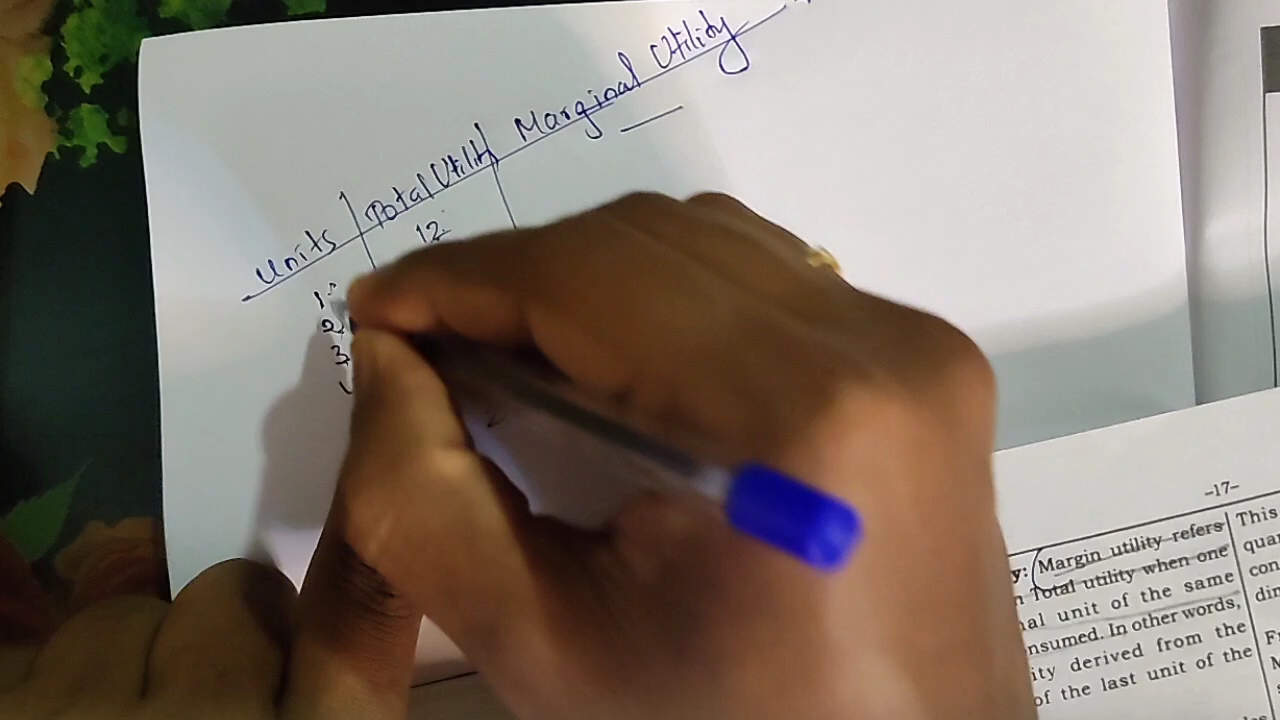 Units Total Utility Marginal Utility
1 12
2
3
-17-
y: Margin utility refers
Total utility when one
al unit of the same
nsumed. In other words,
ity derived from the
of the last unit of the
This
qua
con
din